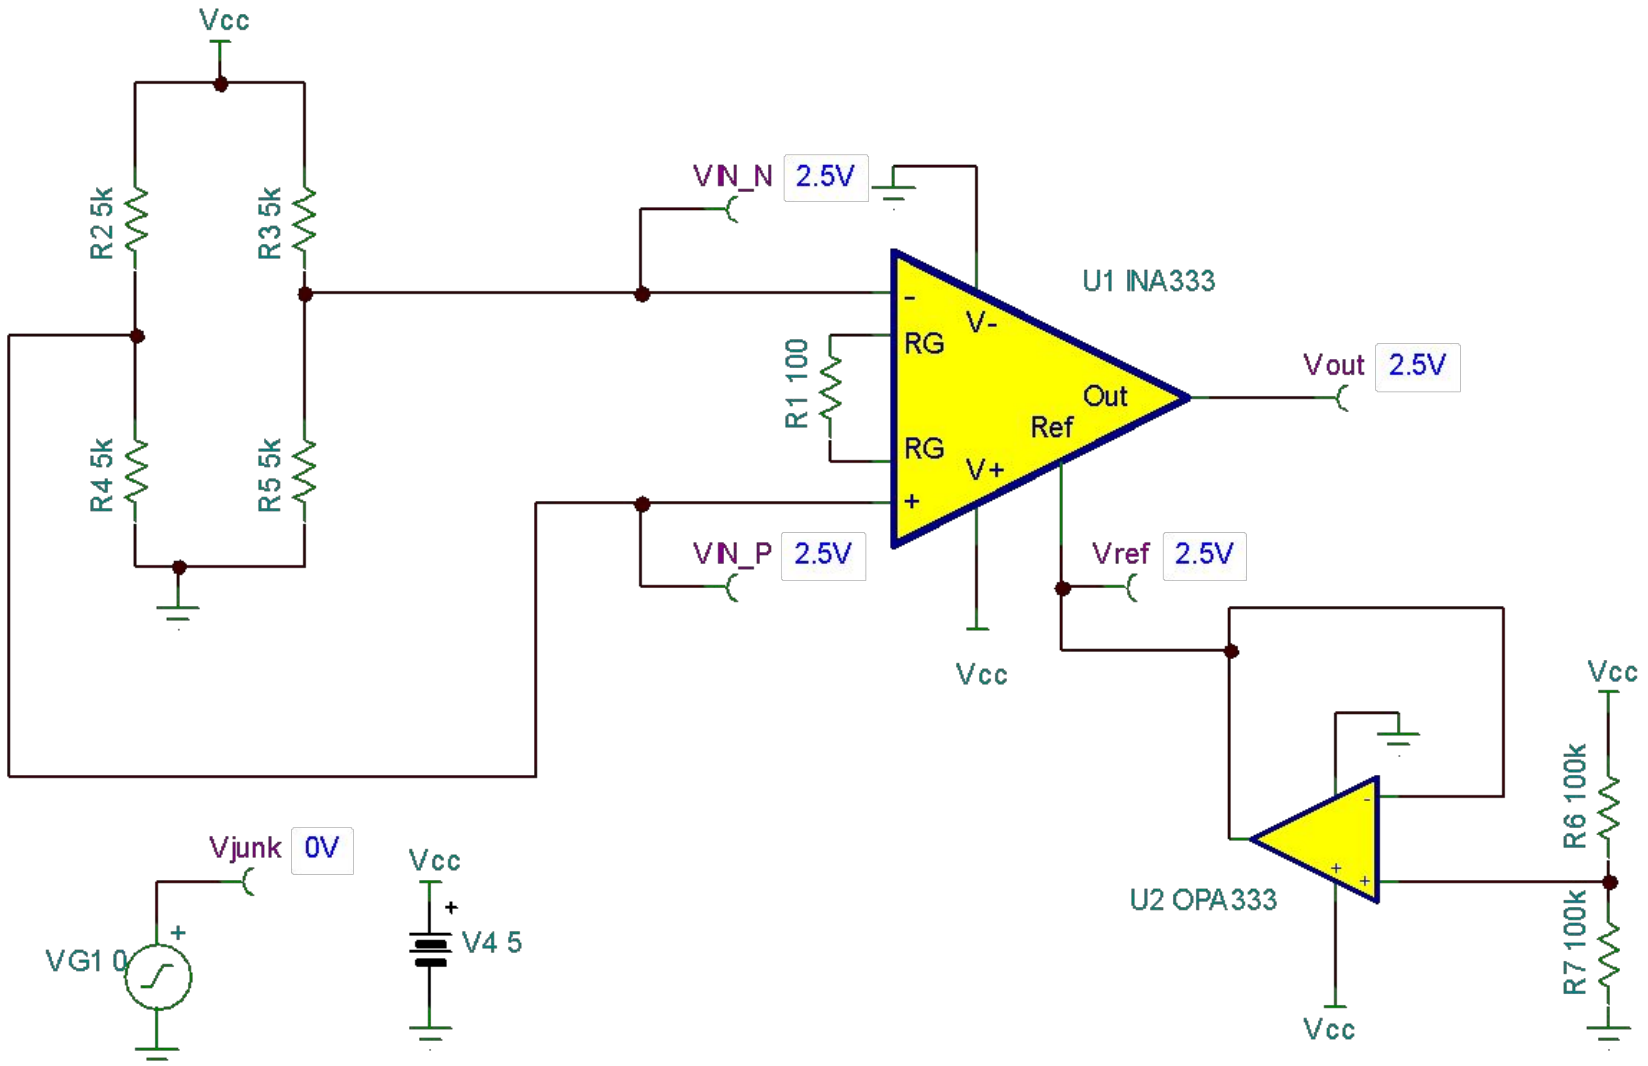 Vcc
R2 5k
R3 5k
VIN_N 2.5V
U1 INA333
-
V-
RG
R1 100
Out
Vout 2.5V
Ref
RG
V+
+
R4 5k
R5 5k
VIN_P 2.5V
Vref 2.5V
Vcc
Vcc
R6 100k
-
+ +
U2 OPA333
R7 100k
Vcc
Vjunk 0V
Vcc
+
+
VG1 0
V4 5